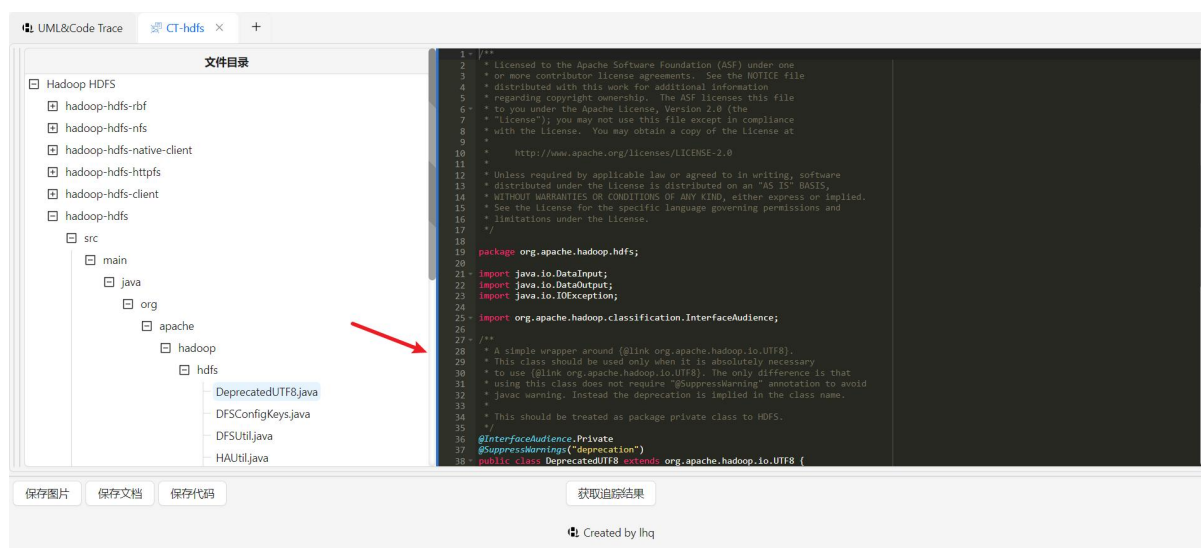 UML&Code Trace
CT-hdfs
文件目录
Hadoop HDFS
hadoop-hdfs-rbf
hadoop-hdfs-nfs
hadoop-hdfs-native-client
hadoop-hdfs-httpfs
hadoop-hdfs-client
hadoop-hdfs
src
main
java
org
apache
hadoop
hdfs
DeprecatedUTF8.java
DFSConfigKeys.java
DFSUtil.java
HAUtil.java
1 /**
2 * Licensed to the Apache Software Foundation (ASF) under one
3 * or more contributor license agreements.  See the NOTICE file
4 * distributed with this work for additional information
5 * regarding copyright ownership.  The ASF licenses this file
6 * to you under the Apache License, Version 2.0 (the
7 * "License"); you may not use this file except in compliance
8 * with the License.  You may obtain a copy of the License at
9 *
10 *     http://www.apache.org/licenses/LICENSE-2.0
11 *
12 * Unless required by applicable law or agreed to in writing, software
13 * distributed under the License is distributed on an "AS IS" BASIS,
14 * WITHOUT WARRANTIES OR CONDITIONS OF ANY KIND, either express or implied.
15 * See the License for the specific language governing permissions and
16 * limitations under the License.
17 */
18
19 package org.apache.hadoop.hdfs;
20
21 import java.io.DataInput;
22 import java.io.DataOutput;
23 import java.io.IOException;
24
25 import org.apache.hadoop.classification.InterfaceAudience;
26
27 /**
28 * A simple wrapper around {@link org.apache.hadoop.io.UTF8}.
29 * This class should be used only when it is absolutely necessary
30 * to use {@link org.apache.hadoop.io.UTF8}. The only difference is that
31 * using this class does not require "@SuppressWarning" annotation to avoid
32 * javac warning. Instead the deprecation is implied in the class name.
33 *
34 * This should be treated as package private class to HDFS.
35 */
36 @InterfaceAudience.Private
37 @SuppressWarnings("deprecation")
38 public class DeprecatedUTF8 extends org.apache.hadoop.io.UTF8 {
保存图片 保存文档 保存代码 获取追踪结果
Created by lhq